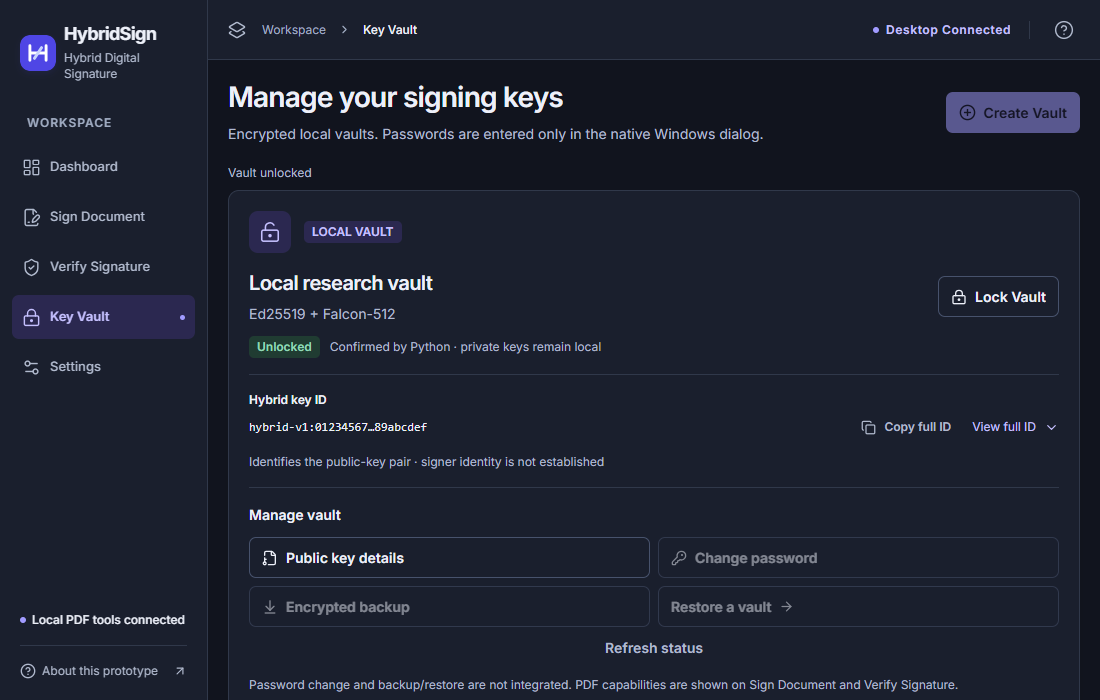 HybridSign
Hybrid Digital
Signature
WORKSPACE
Dashboard
Sign Document
Verify Signature
Key Vault
Settings
Local PDF tools connected
About this prototype
Workspace
Key Vault
Desktop Connected
Manage your signing keys
Encrypted local vaults. Passwords are entered only in the native Windows dialog.
Create Vault
Vault unlocked
LOCAL VAULT
Local research vault
Ed25519 + Falcon-512
Lock Vault
Unlocked
Confirmed by Python · private keys remain local
Hybrid key ID
hybrid-v1:01234567…89abcdef
Copy full ID
View full ID
Identifies the public-key pair · signer identity is not established
Manage vault
Public key details
Change password
Encrypted backup
Restore a vault →
Refresh status
Password change and backup/restore are not integrated. PDF capabilities are shown on Sign Document and Verify Signature.